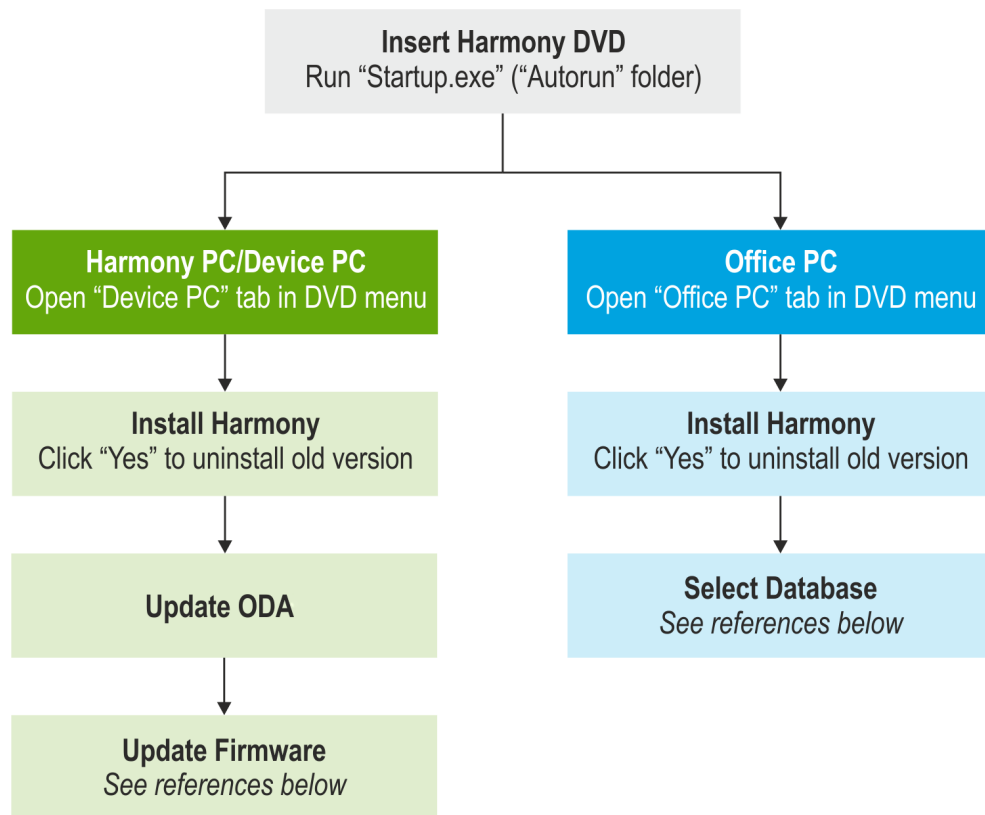 Insert Harmony DVD
Run “Startup.exe” (“Autorun” folder)
Harmony PC/Device PC
Open “Device PC” tab in DVD menu
Office PC
Open “Office PC” tab in DVD menu
Install Harmony
Click “Yes” to uninstall old version
Install Harmony
Click “Yes” to uninstall old version
Update ODA
Select Database
See references below
Update Firmware
See references below